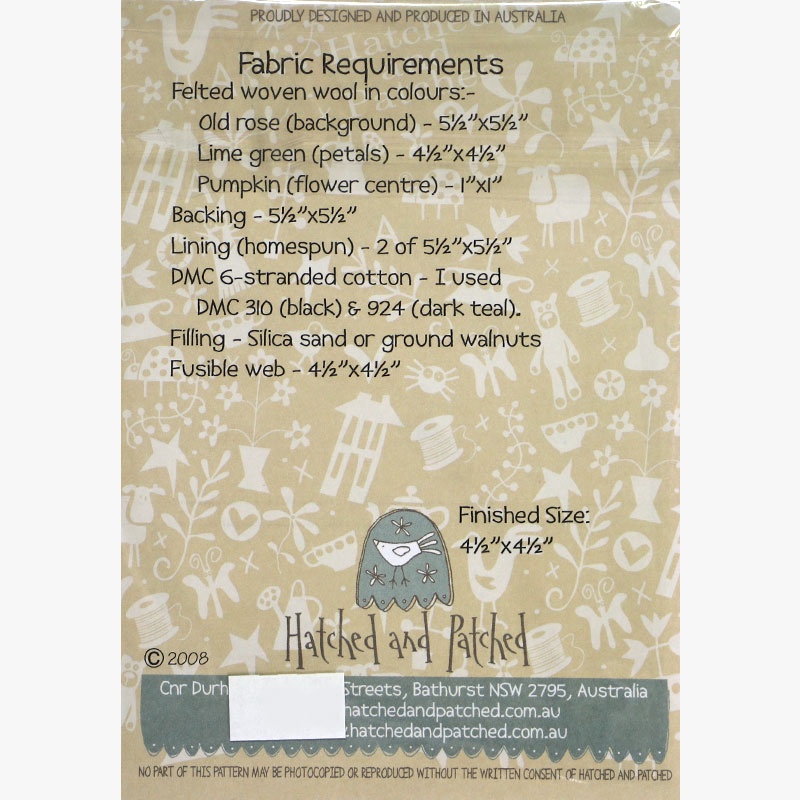 PROUDLY DESIGNED AND PRODUCED IN AUSTRALIA
Fabric Requirements
Felted woven wool in colours:-
Old rose (background) - 5½"x5½"
Lime green (petals) - 4½"x4½"
Pumpkin (flower centre) - 1"x1"
Backing - 5½"x5½"
Lining (homespun) - 2 of 5½"x5½"
DMC 6-stranded cotton - I used
DMC 310 (black) & 924 (dark teal).
Filling - Silica sand or ground walnuts
Fusible web - 4½"x4½"
Finished Size:
4½"x4½"
Hatched and Patched
© 2008
Cnr Streets, Bathurst NSW 2795, Australia
hatchedandpatched.com.au
hatchedandpatched.com.au
NO PART OF THIS PATTERN MAY BE PHOTOCOPIED OR REPRODUCED WITHOUT THE WRITTEN CONSENT OF HATCHED AND PATCHED